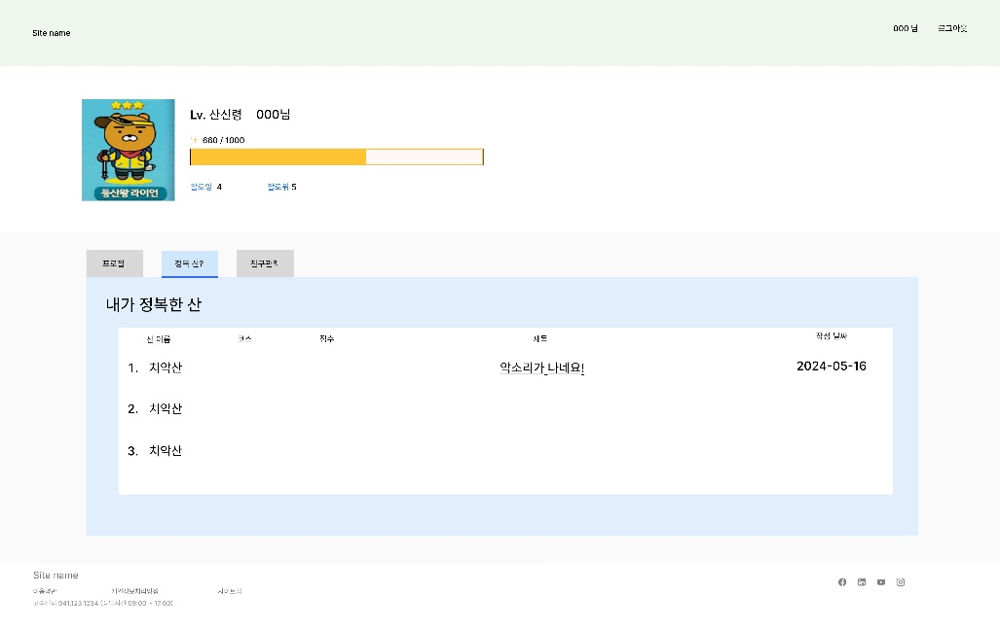 Site name
000 님
로그아웃
Lv. 산신령 000님
660 / 1000
등산왕 라이언
팔로잉 4
팔로워 5
프로필
정복 산?
친구관리
내가 정복한 산
산 이름
코스
점수
제목
작성 날짜
1. 치악산
악소리가 나네요!
2024-05-16
2. 치악산
3. 치악산
Site name
이용약관
개인정보처리방침
사이트맵
고객센터 041.123.1234 (상담시간 09:00 ~ 17:00)